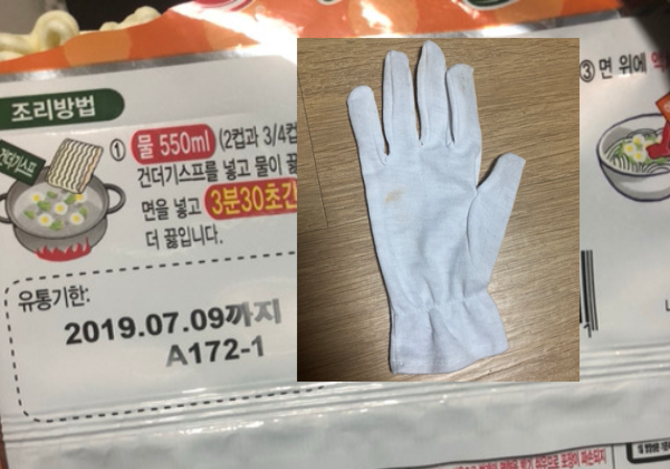 조리방법
건더기스프
① 물 550ml (2컵과 3/4컵
건더기스프를 넣고 물이
면을 넣고 3분30초간
더 끓입니다.
유통기한:
2019.07.09까지
A172-1
③ 면 위에